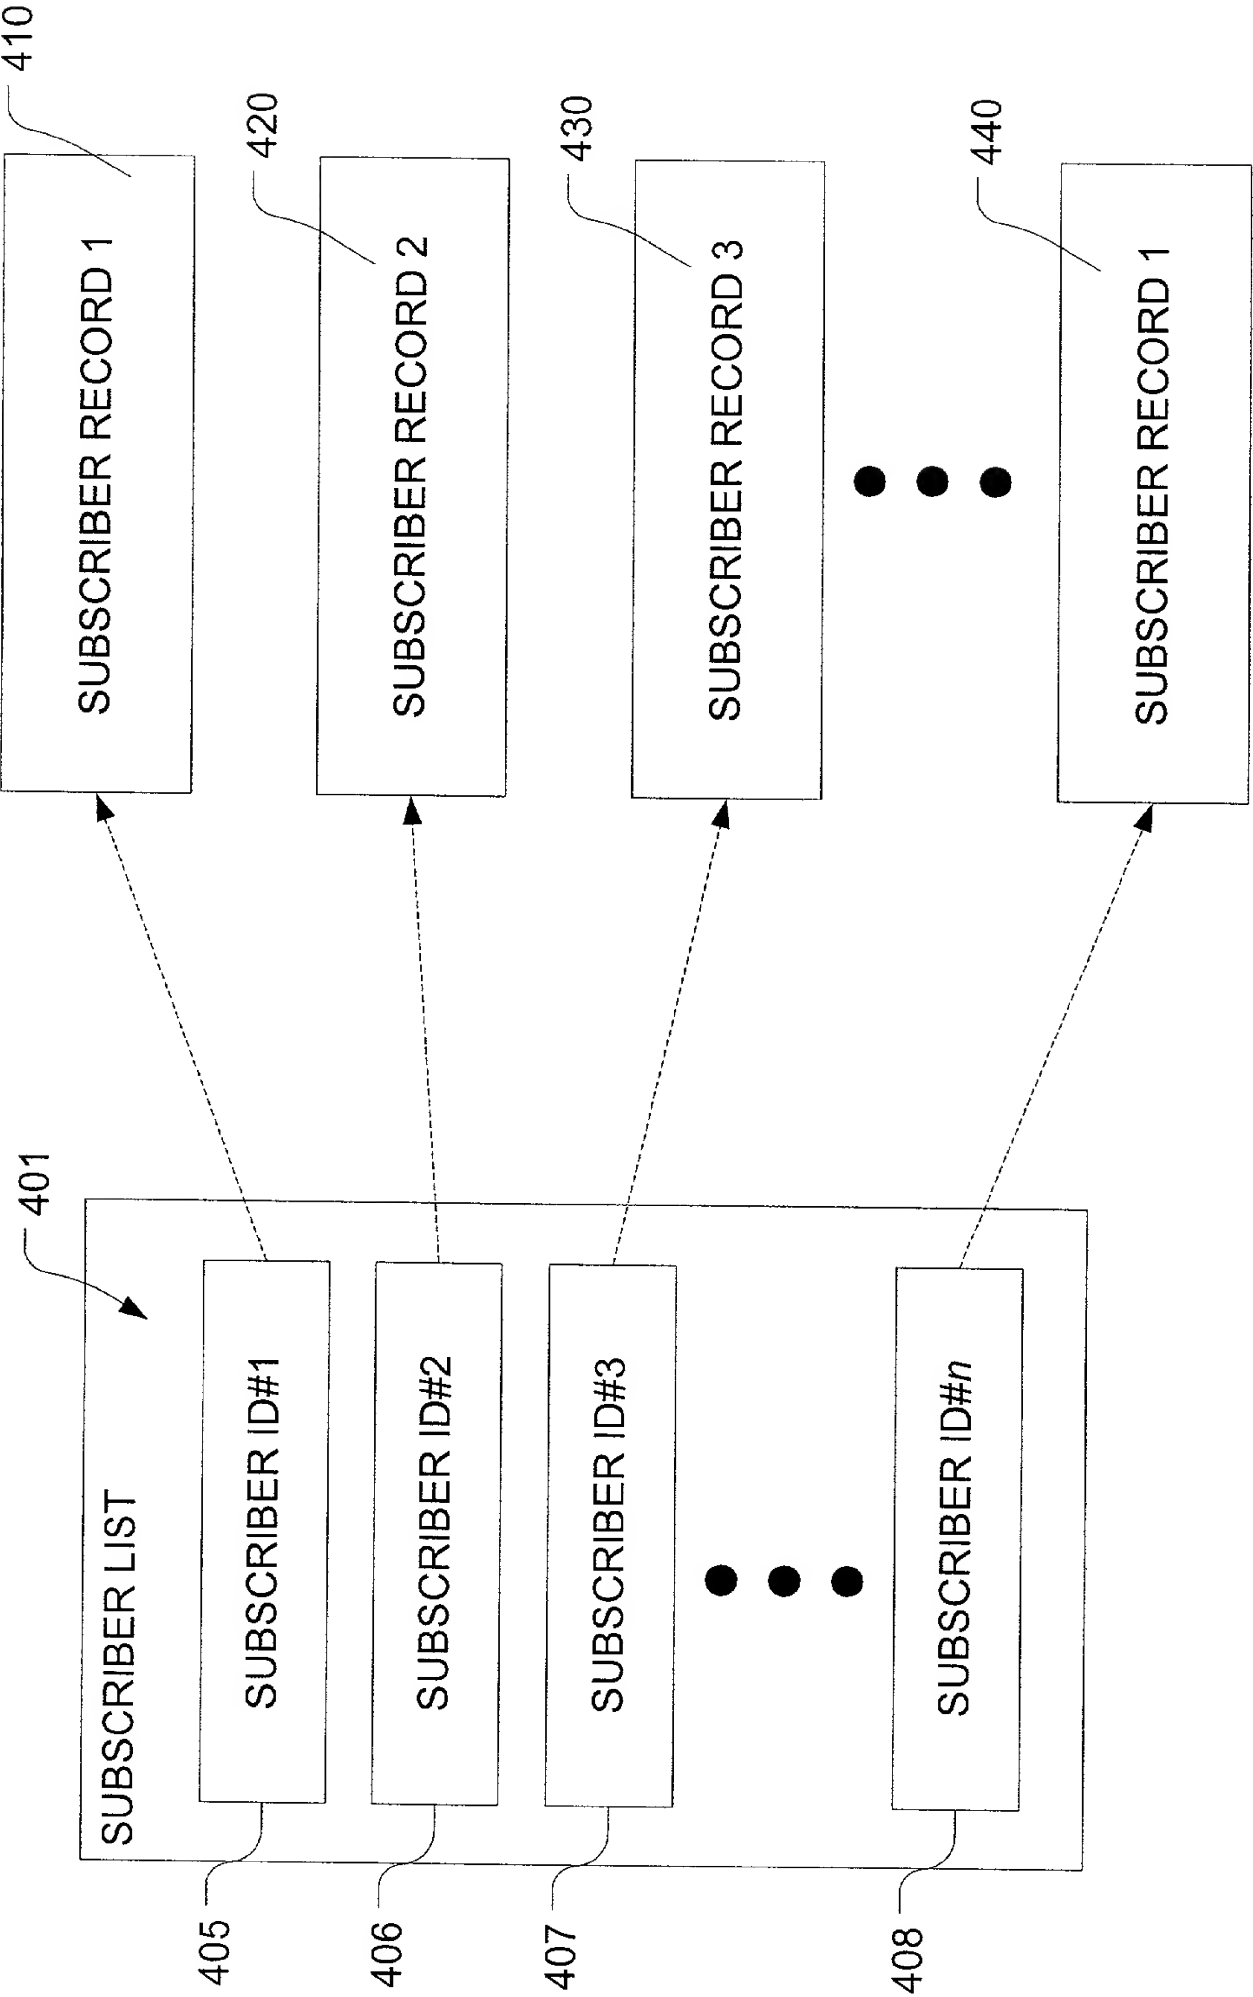 SUBSCRIBER LIST
401
405
SUBSCRIBER ID#1
406
SUBSCRIBER ID#2
407
SUBSCRIBER ID#3
408
SUBSCRIBER ID#n
410
SUBSCRIBER RECORD 1
420
SUBSCRIBER RECORD 2
430
SUBSCRIBER RECORD 3
440
SUBSCRIBER RECORD 1